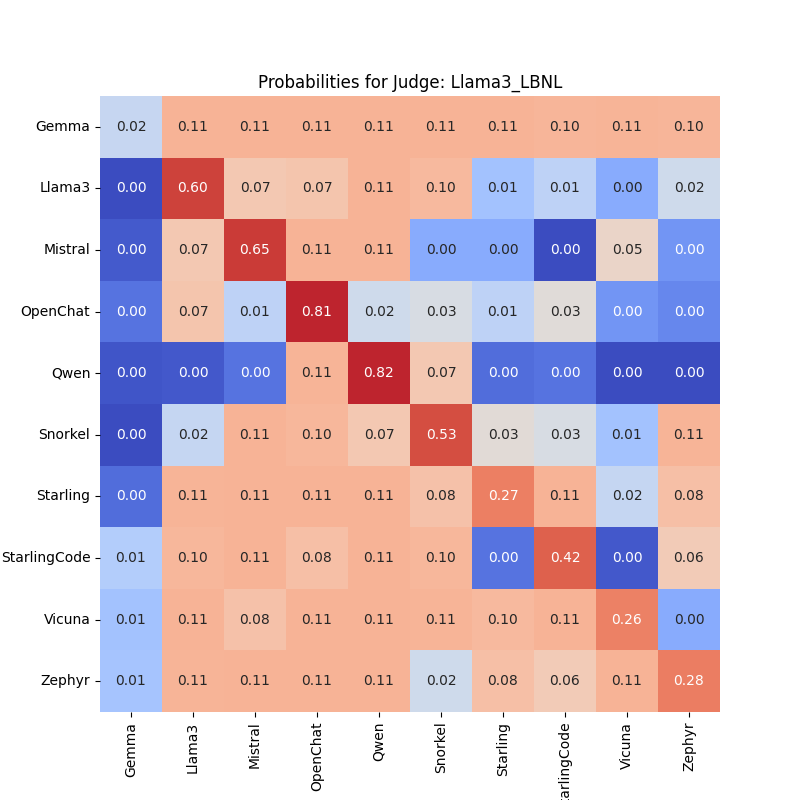 Probabilities for Judge: Llama3_LBNL
Gemma 0.02 0.11 0.11 0.11 0.11 0.11 0.11 0.10 0.11 0.10
Llama3 0.00 0.60 0.07 0.07 0.11 0.10 0.01 0.01 0.00 0.02
Mistral 0.00 0.07 0.65 0.11 0.11 0.00 0.00 0.00 0.05 0.00
OpenChat 0.00 0.07 0.01 0.81 0.02 0.03 0.01 0.03 0.00 0.00
Qwen 0.00 0.00 0.00 0.11 0.82 0.07 0.00 0.00 0.00 0.00
Snorkel 0.00 0.02 0.11 0.10 0.07 0.53 0.03 0.03 0.01 0.11
Starling 0.00 0.11 0.11 0.11 0.11 0.08 0.27 0.11 0.02 0.08
StarlingCode 0.01 0.10 0.11 0.08 0.11 0.10 0.00 0.42 0.00 0.06
Vicuna 0.01 0.11 0.08 0.11 0.11 0.11 0.10 0.11 0.26 0.00
Zephyr 0.01 0.11 0.11 0.11 0.11 0.02 0.08 0.06 0.11 0.28
Gemma
Llama3
Mistral
OpenChat
Qwen
Snorkel
Starling
arlingCode
Vicuna
Zephyr